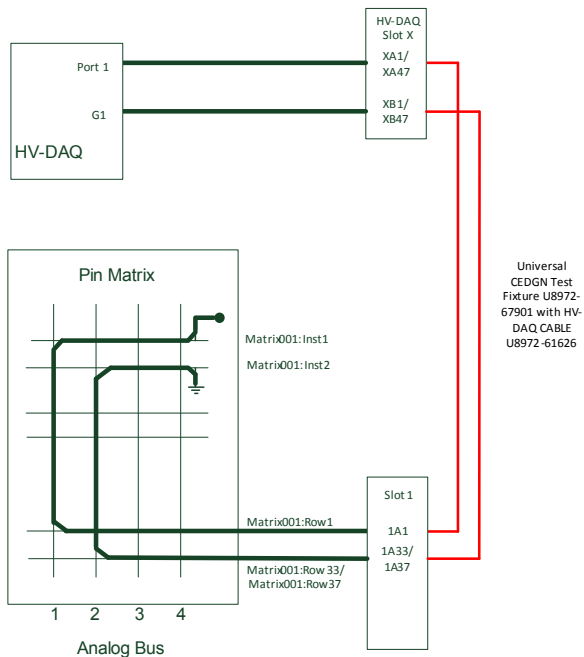 HV-DAQ
Slot X
Port 1
XA1/
XA47
G1
XB1/
XB47
HV-DAQ
Universal
CEDGN Test
Fixture U8972-
67901 with HV-
DAQ CABLE
U8972-61626
Pin Matrix
Matrix001:Inst1
Matrix001:Inst2
Slot 1
Matrix001:Row1
1A1
1A33/
1A37
Matrix001:Row33/
Matrix001:Row37
1 2 3 4
Analog Bus